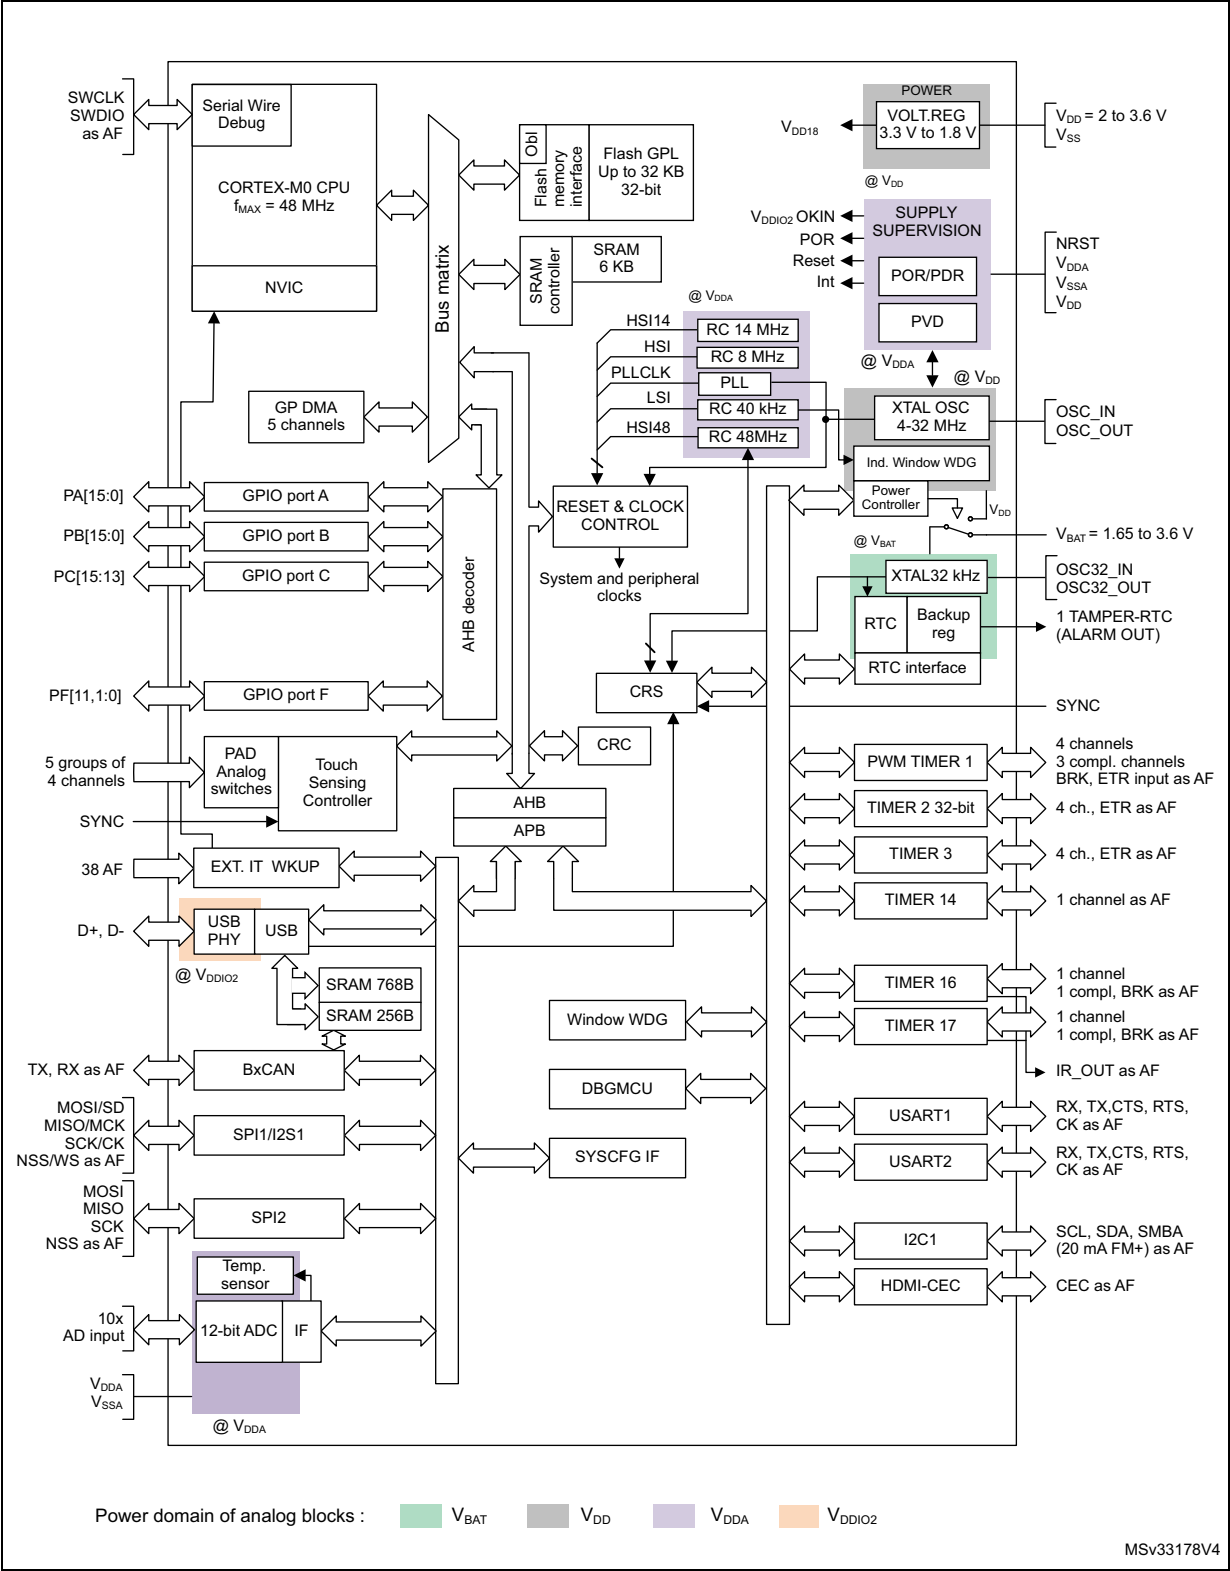 SWCLK
SWDIO
as AF
Serial Wire
Debug
CORTEX-M0 CPU
fMAX = 48 MHz
NVIC
Bus matrix
Obl
Flash
memory
interface
Flash GPL
Up to 32 KB
32-bit
SRAM
controller
SRAM
6 KB
POWER
VOLT.REG
3.3 V to 1.8 V
VDD18
VDD = 2 to 3.6 V
VSS
@ VDD
SUPPLY
SUPERVISION
VDDIO2 OKIN
POR
Reset
Int
POR/PDR
PVD
NRST
VDDA
VSSA
VDD
@ VDDA
@ VDDA
@ VDD
HSI14
RC 14 MHz
HSI
RC 8 MHz
PLLCLK
PLL
LSI
RC 40 kHz
HSI48
RC 48MHz
XTAL OSC
4-32 MHz
OSC_IN
OSC_OUT
Ind. Window WDG
Power
Controller
VDD
VBAT = 1.65 to 3.6 V
@ VBAT
GP DMA
5 channels
PA[15:0]
GPIO port A
PB[15:0]
GPIO port B
PC[15:13]
GPIO port C
PF[11,1:0]
GPIO port F
AHB decoder
RESET & CLOCK
CONTROL
System and peripheral
clocks
XTAL32 kHz
OSC32_IN
OSC32_OUT
RTC
Backup
reg
1 TAMPER-RTC
(ALARM OUT)
RTC interface
CRS
SYNC
CRC
5 groups of
4 channels
PAD
Analog
switches
Touch
Sensing
Controller
SYNC
AHB
APB
38 AF
EXT. IT WKUP
D+, D-
USB
PHY
USB
@ VDDIO2
SRAM 768B
SRAM 256B
TX, RX as AF
BxCAN
MOSI/SD
MISO/MCK
SCK/CK
NSS/WS as AF
SPI1/I2S1
MOSI
MISO
SCK
NSS as AF
SPI2
Temp.
sensor
10x
AD input
12-bit ADC
IF
VDDA
VSSA
@ VDDA
Window WDG
DBGMCU
SYSCFG IF
PWM TIMER 1
4 channels
3 compl. channels
BRK, ETR input as AF
TIMER 2 32-bit
4 ch., ETR as AF
TIMER 3
4 ch., ETR as AF
TIMER 14
1 channel as AF
TIMER 16
1 channel
1 compl, BRK as AF
TIMER 17
1 channel
1 compl, BRK as AF
IR_OUT as AF
USART1
RX, TX,CTS, RTS,
CK as AF
USART2
RX, TX,CTS, RTS,
CK as AF
I2C1
SCL, SDA, SMBA
(20 mA FM+) as AF
HDMI-CEC
CEC as AF
Power domain of analog blocks :
VBAT
VDD
VDDA
VDDIO2
MSv33178V4